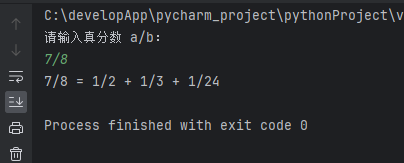 C:\developApp\pycharm_project\pythonProject\v
请输入真分数 a/b:
7/8
7/8 = 1/2 + 1/3 + 1/24
Process finished with exit code 0